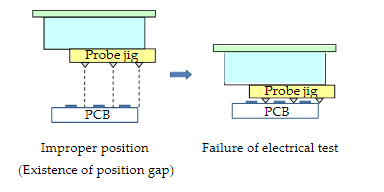 Probe jig
PCB
Improper position
(Existence of position gap)
Probe jig
PCB
Failure of electrical test